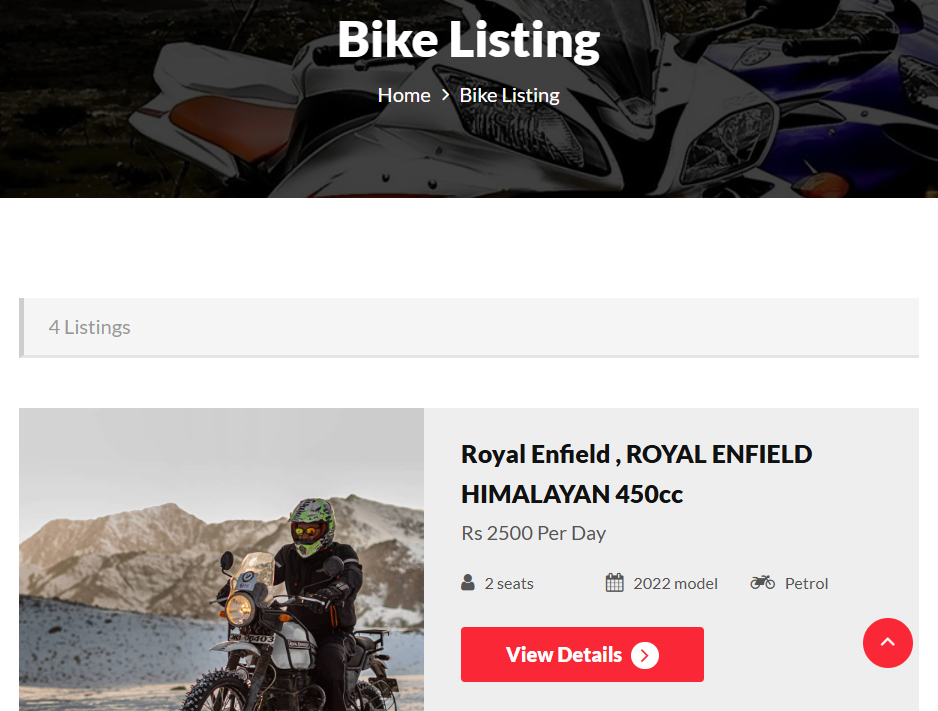 Bike Listing
Home > Bike Listing
4 Listings
Royal Enfield , ROYAL ENFIELD
HIMALAYAN 450cc
Rs 2500 Per Day
2 seats 2022 model Petrol
View Details